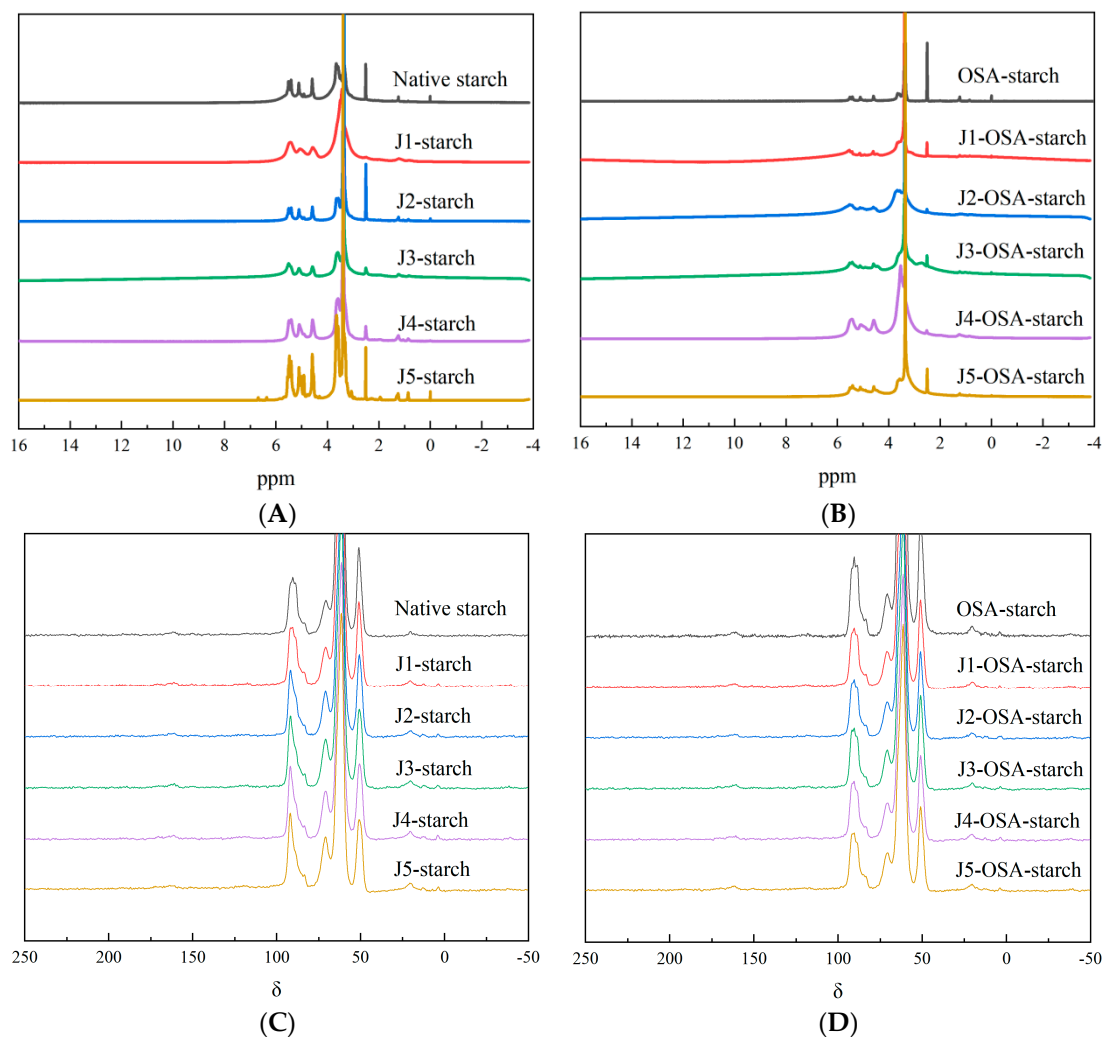 Native starch
J1-starch
J2-starch
J3-starch
J4-starch
J5-starch
16 14 12 10 8 6 4 2 0 -2 -4
ppm
(A)
OSA-starch
J1-OSA-starch
J2-OSA-starch
J3-OSA-starch
J4-OSA-starch
J5-OSA-starch
16 14 12 10 8 6 4 2 0 -2 -4
ppm
(B)
Native starch
J1-starch
J2-starch
J3-starch
J4-starch
J5-starch
250 200 150 100 50 0 -50
δ
(C)
OSA-starch
J1-OSA-starch
J2-OSA-starch
J3-OSA-starch
J4-OSA-starch
J5-OSA-starch
250 200 150 100 50 0 -50
δ
(D)